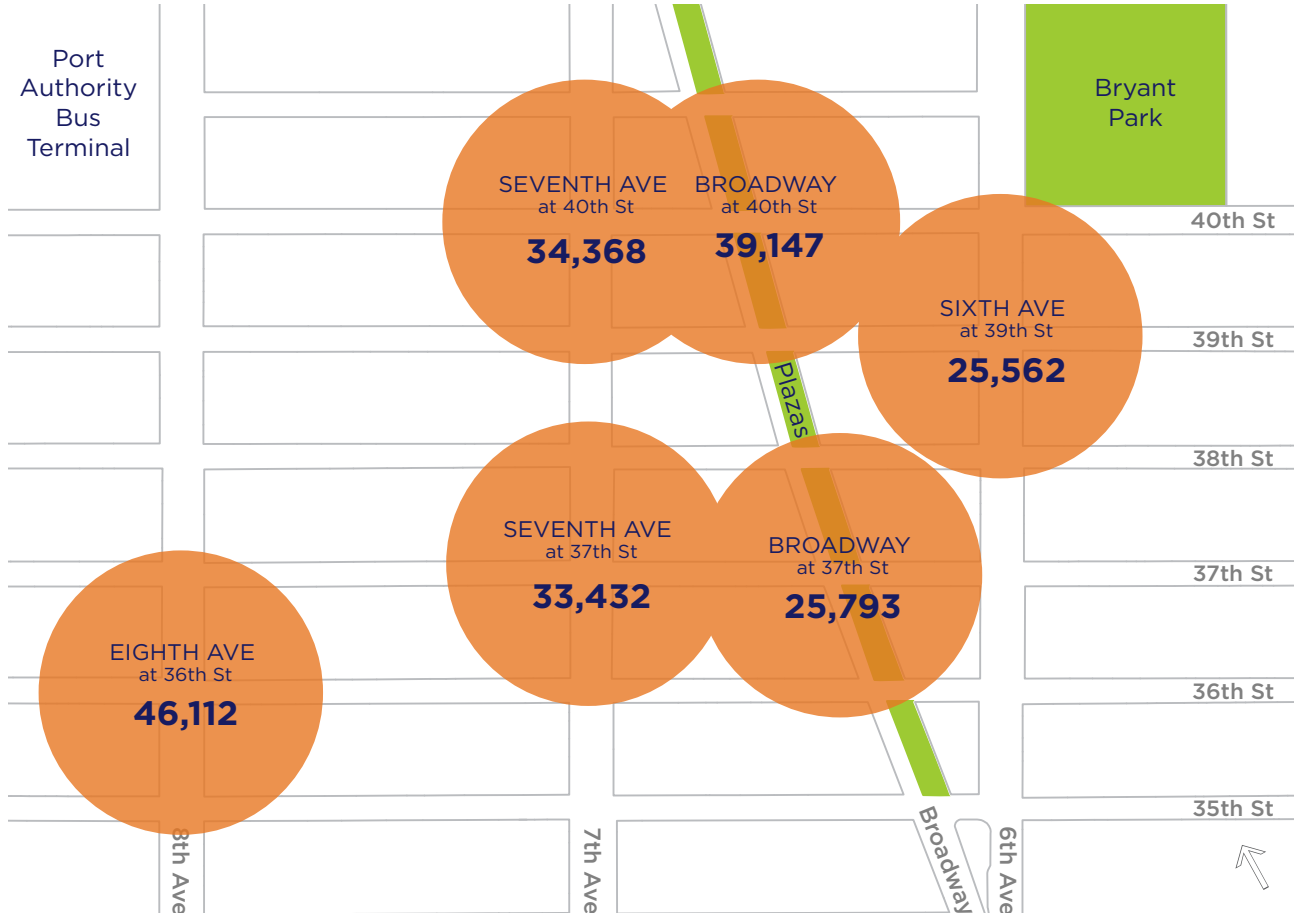 Port
Authority
Bus
Terminal
Bryant
Park
SEVENTH AVE
at 40th St
34,368
BROADWAY
at 40th St
39,147
40th St
SIXTH AVE
at 39th St
25,562
39th St
Plazas
38th St
SEVENTH AVE
at 37th St
33,432
BROADWAY
at 37th St
25,793
37th St
EIGHTH AVE
at 36th St
46,112
36th St
35th St
8th Ave
7th Ave
Broadway
6th Ave